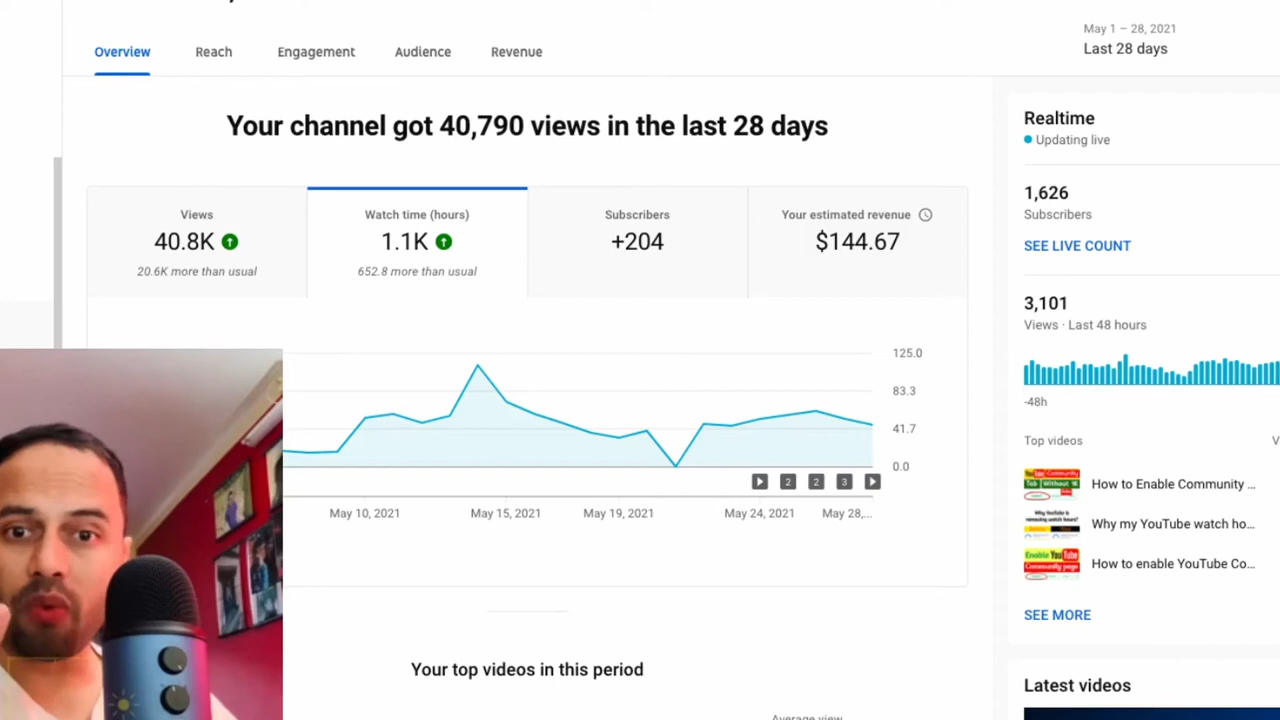 Overview Reach Engagement Audience Revenue
May 1 – 28, 2021
Last 28 days
Your channel got 40,790 views in the last 28 days
Views
40.8K
20.6K more than usual
Watch time (hours)
1.1K
652.8 more than usual
Subscribers
+204
Your estimated revenue
$144.67
125.0
83.3
41.7
0.0
2 2 3
May 10, 2021 May 15, 2021 May 19, 2021 May 24, 2021 May 28,...
Your top videos in this period
Average view
Realtime
Updating live
1,626
Subscribers
SEE LIVE COUNT
3,101
Views · Last 48 hours
-48h
Top videos
How to Enable Community ...
Why my YouTube watch ho...
How to enable YouTube Co...
SEE MORE
Latest videos